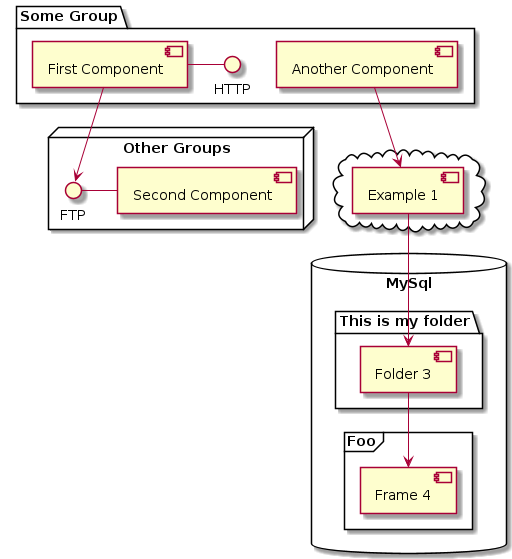 Some Group
First Component
HTTP
Another Component
Other Groups
FTP
Second Component
Example 1
MySql
This is my folder
Folder 3
Foo
Frame 4